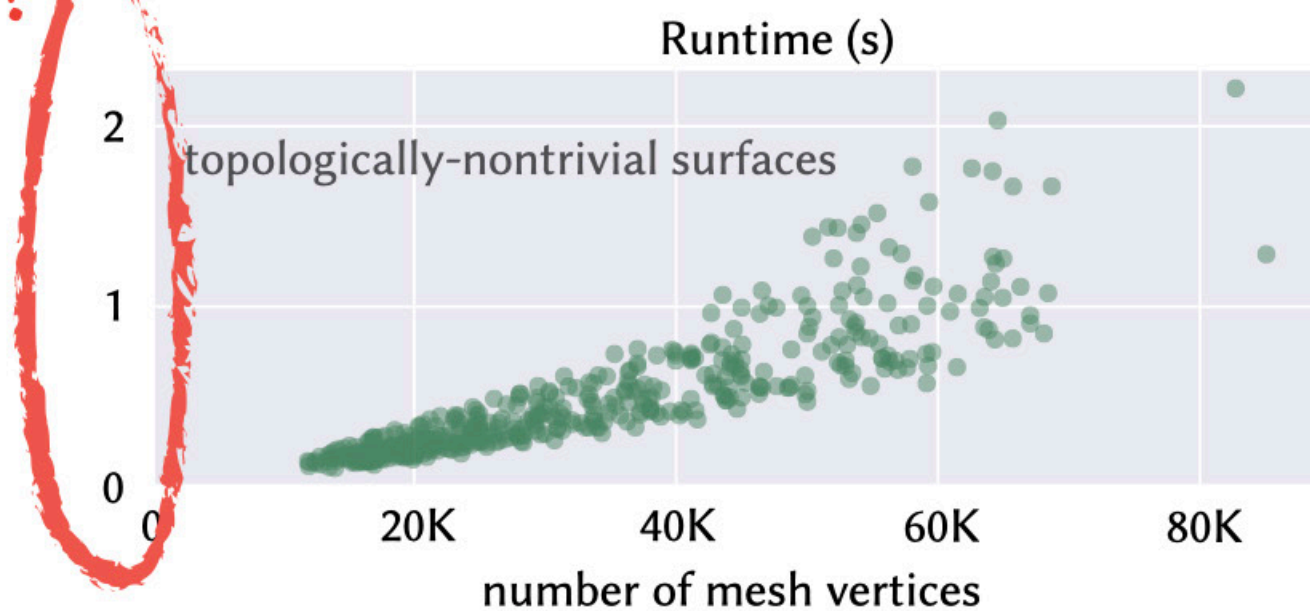 Runtime (s)
2
topologically-nontrivial surfaces
1
0
0 20K 40K 60K 80K
number of mesh vertices